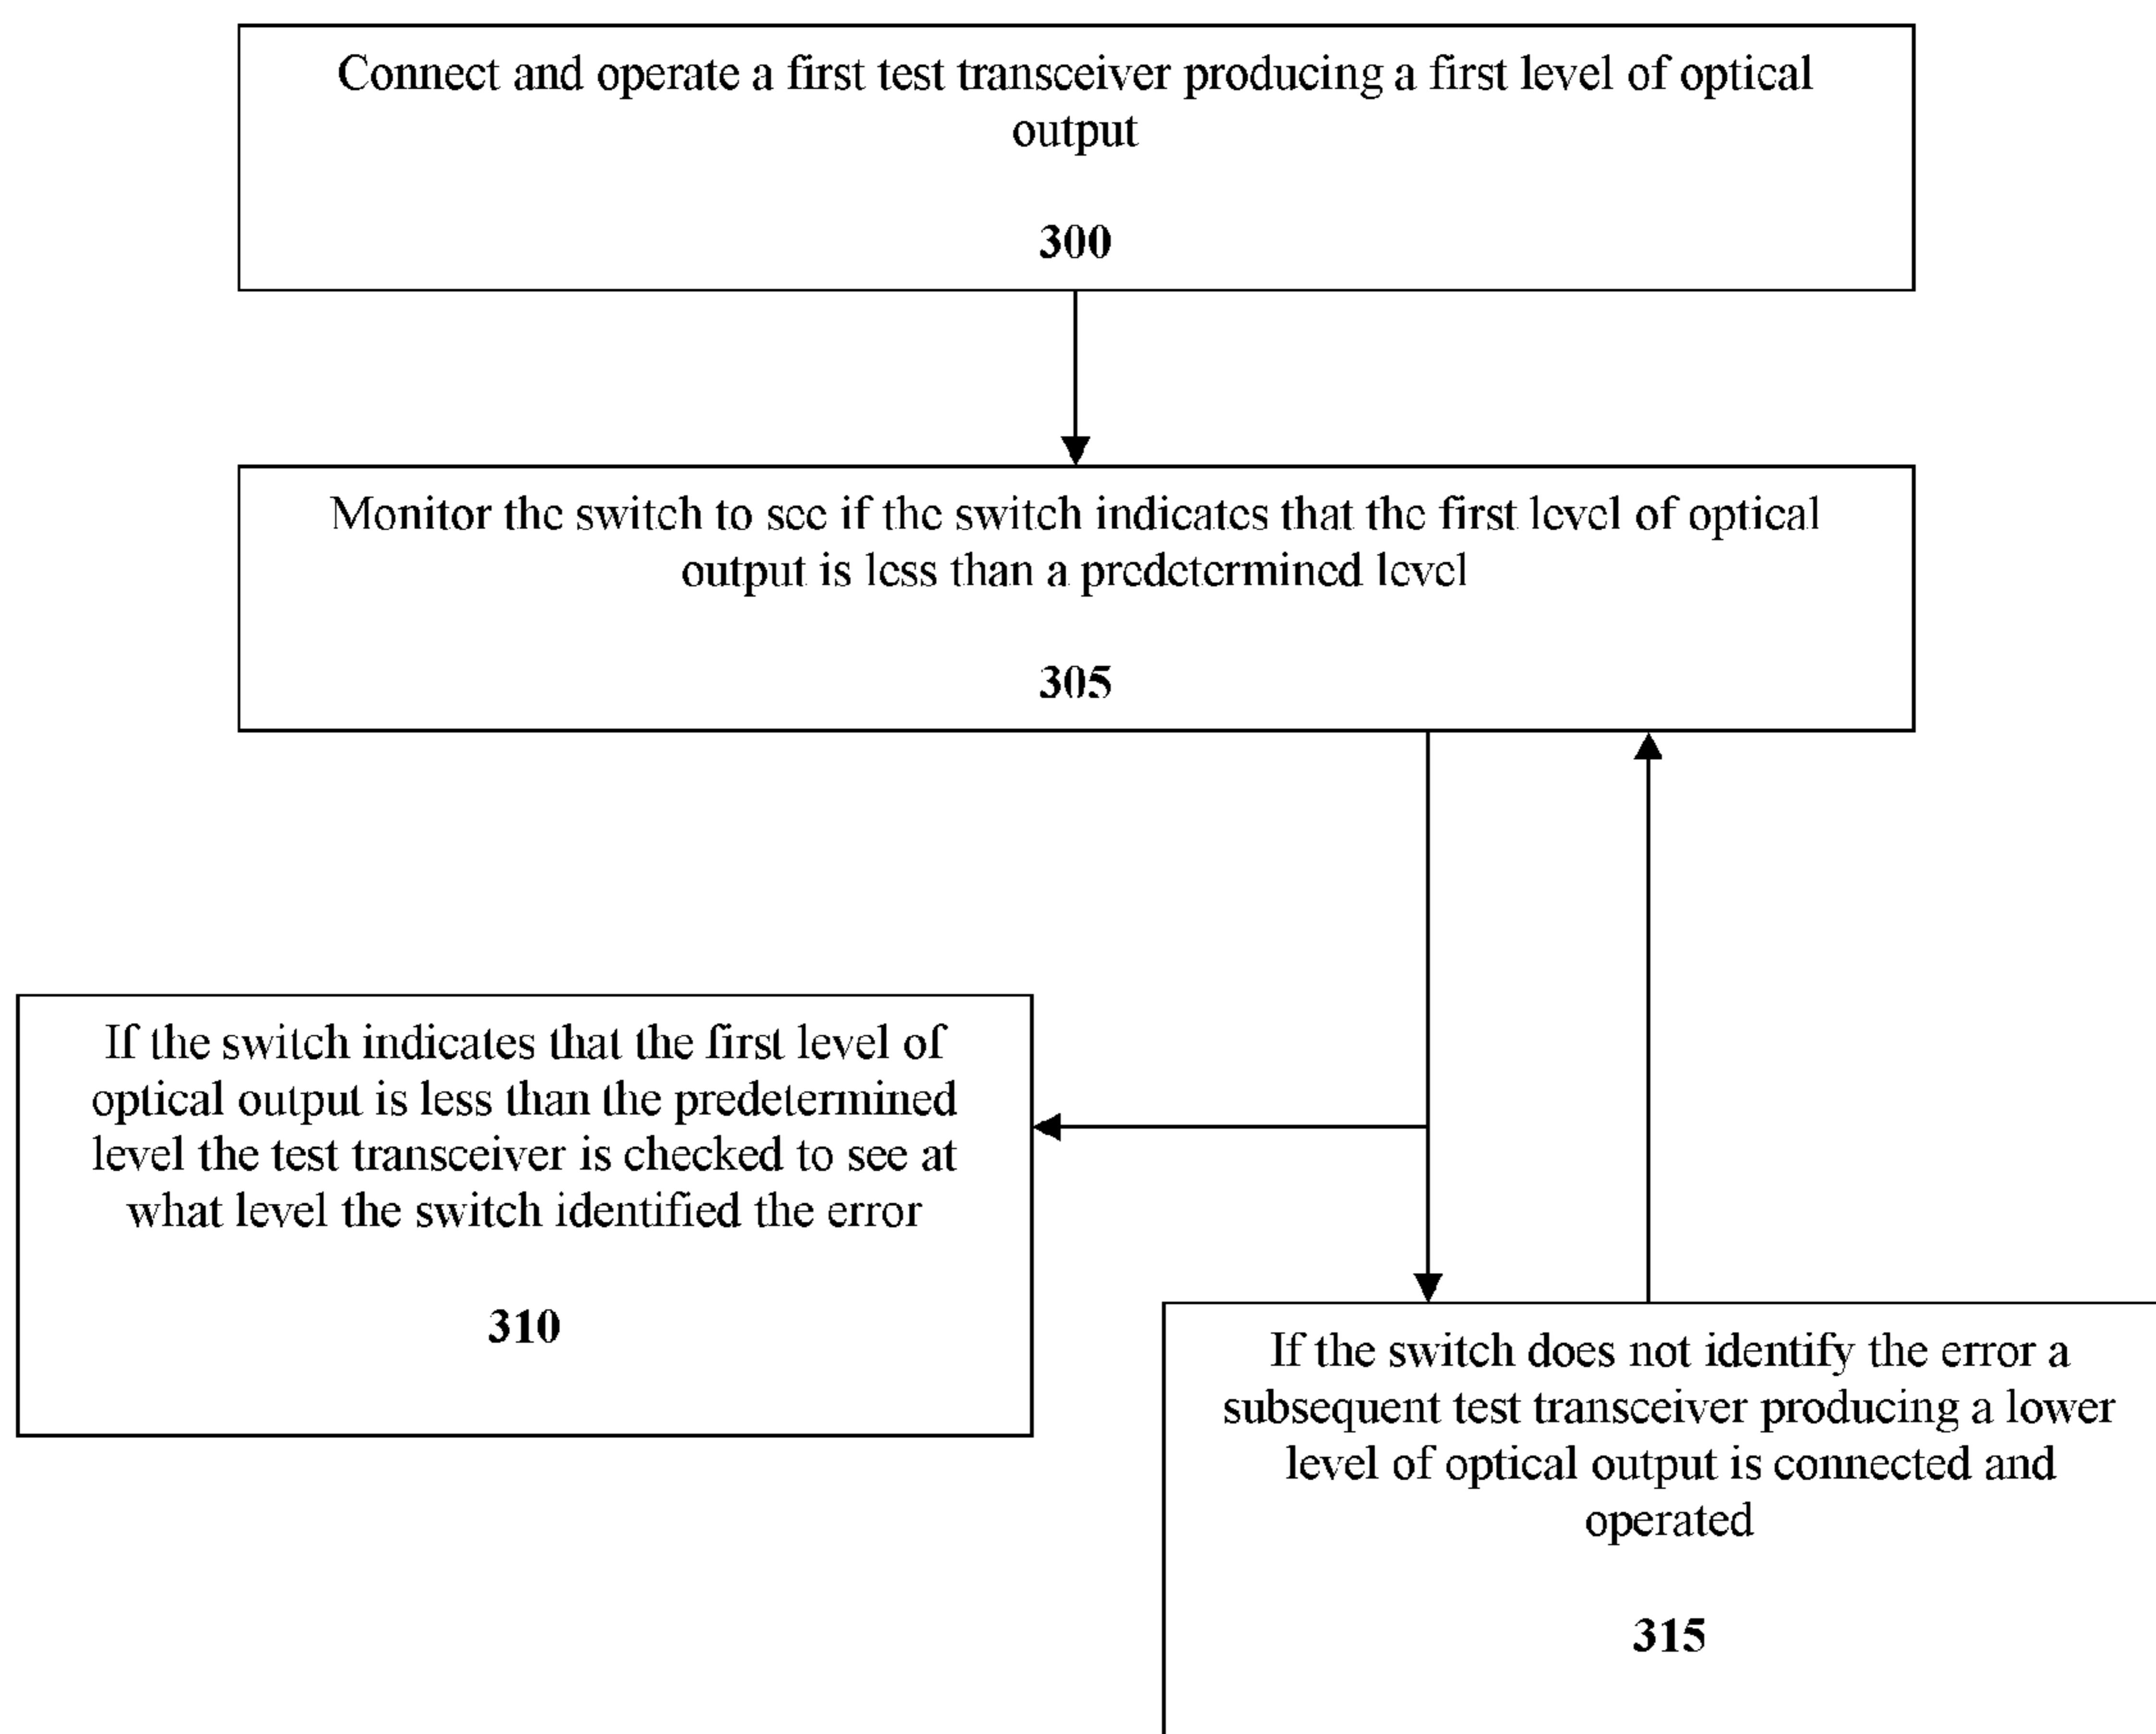 Connect and operate a first test transceiver producing a first level of optical
output
300
Monitor the switch to see if the switch indicates that the first level of optical
output is less than a predetermined level
305
If the switch indicates that the first level of
optical output is less than the predetermined
level the test transceiver is checked to see at
what level the switch identified the error
310
If the switch does not identify the error a
subsequent test transceiver producing a lower
level of optical output is connected and
operated
315